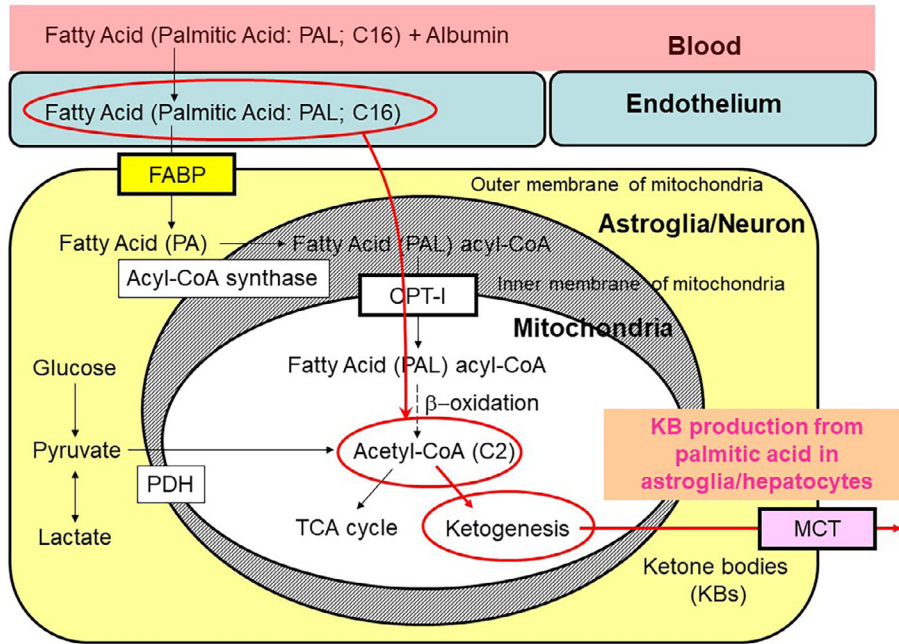 Fatty Acid (Palmitic Acid: PAL; C16) + Albumin
Blood
Fatty Acid (Palmitic Acid: PAL; C16)
Endothelium
FABP
Outer membrane of mitochondria
Astroglia/Neuron
Fatty Acid (PA)
Fatty Acid (PAL) acyl-CoA
Acyl-CoA synthase
Inner membrane of mitochondria
CPT-I
Mitochondria
Fatty Acid (PAL) acyl-CoA
Glucose
β-oxidation
KB production from
palmitic acid in
astroglia/hepatocytes
Pyruvate
Acetyl-CoA (C2)
PDH
Lactate
TCA cycle
Ketogenesis
MCT
Ketone bodies
(KBs)